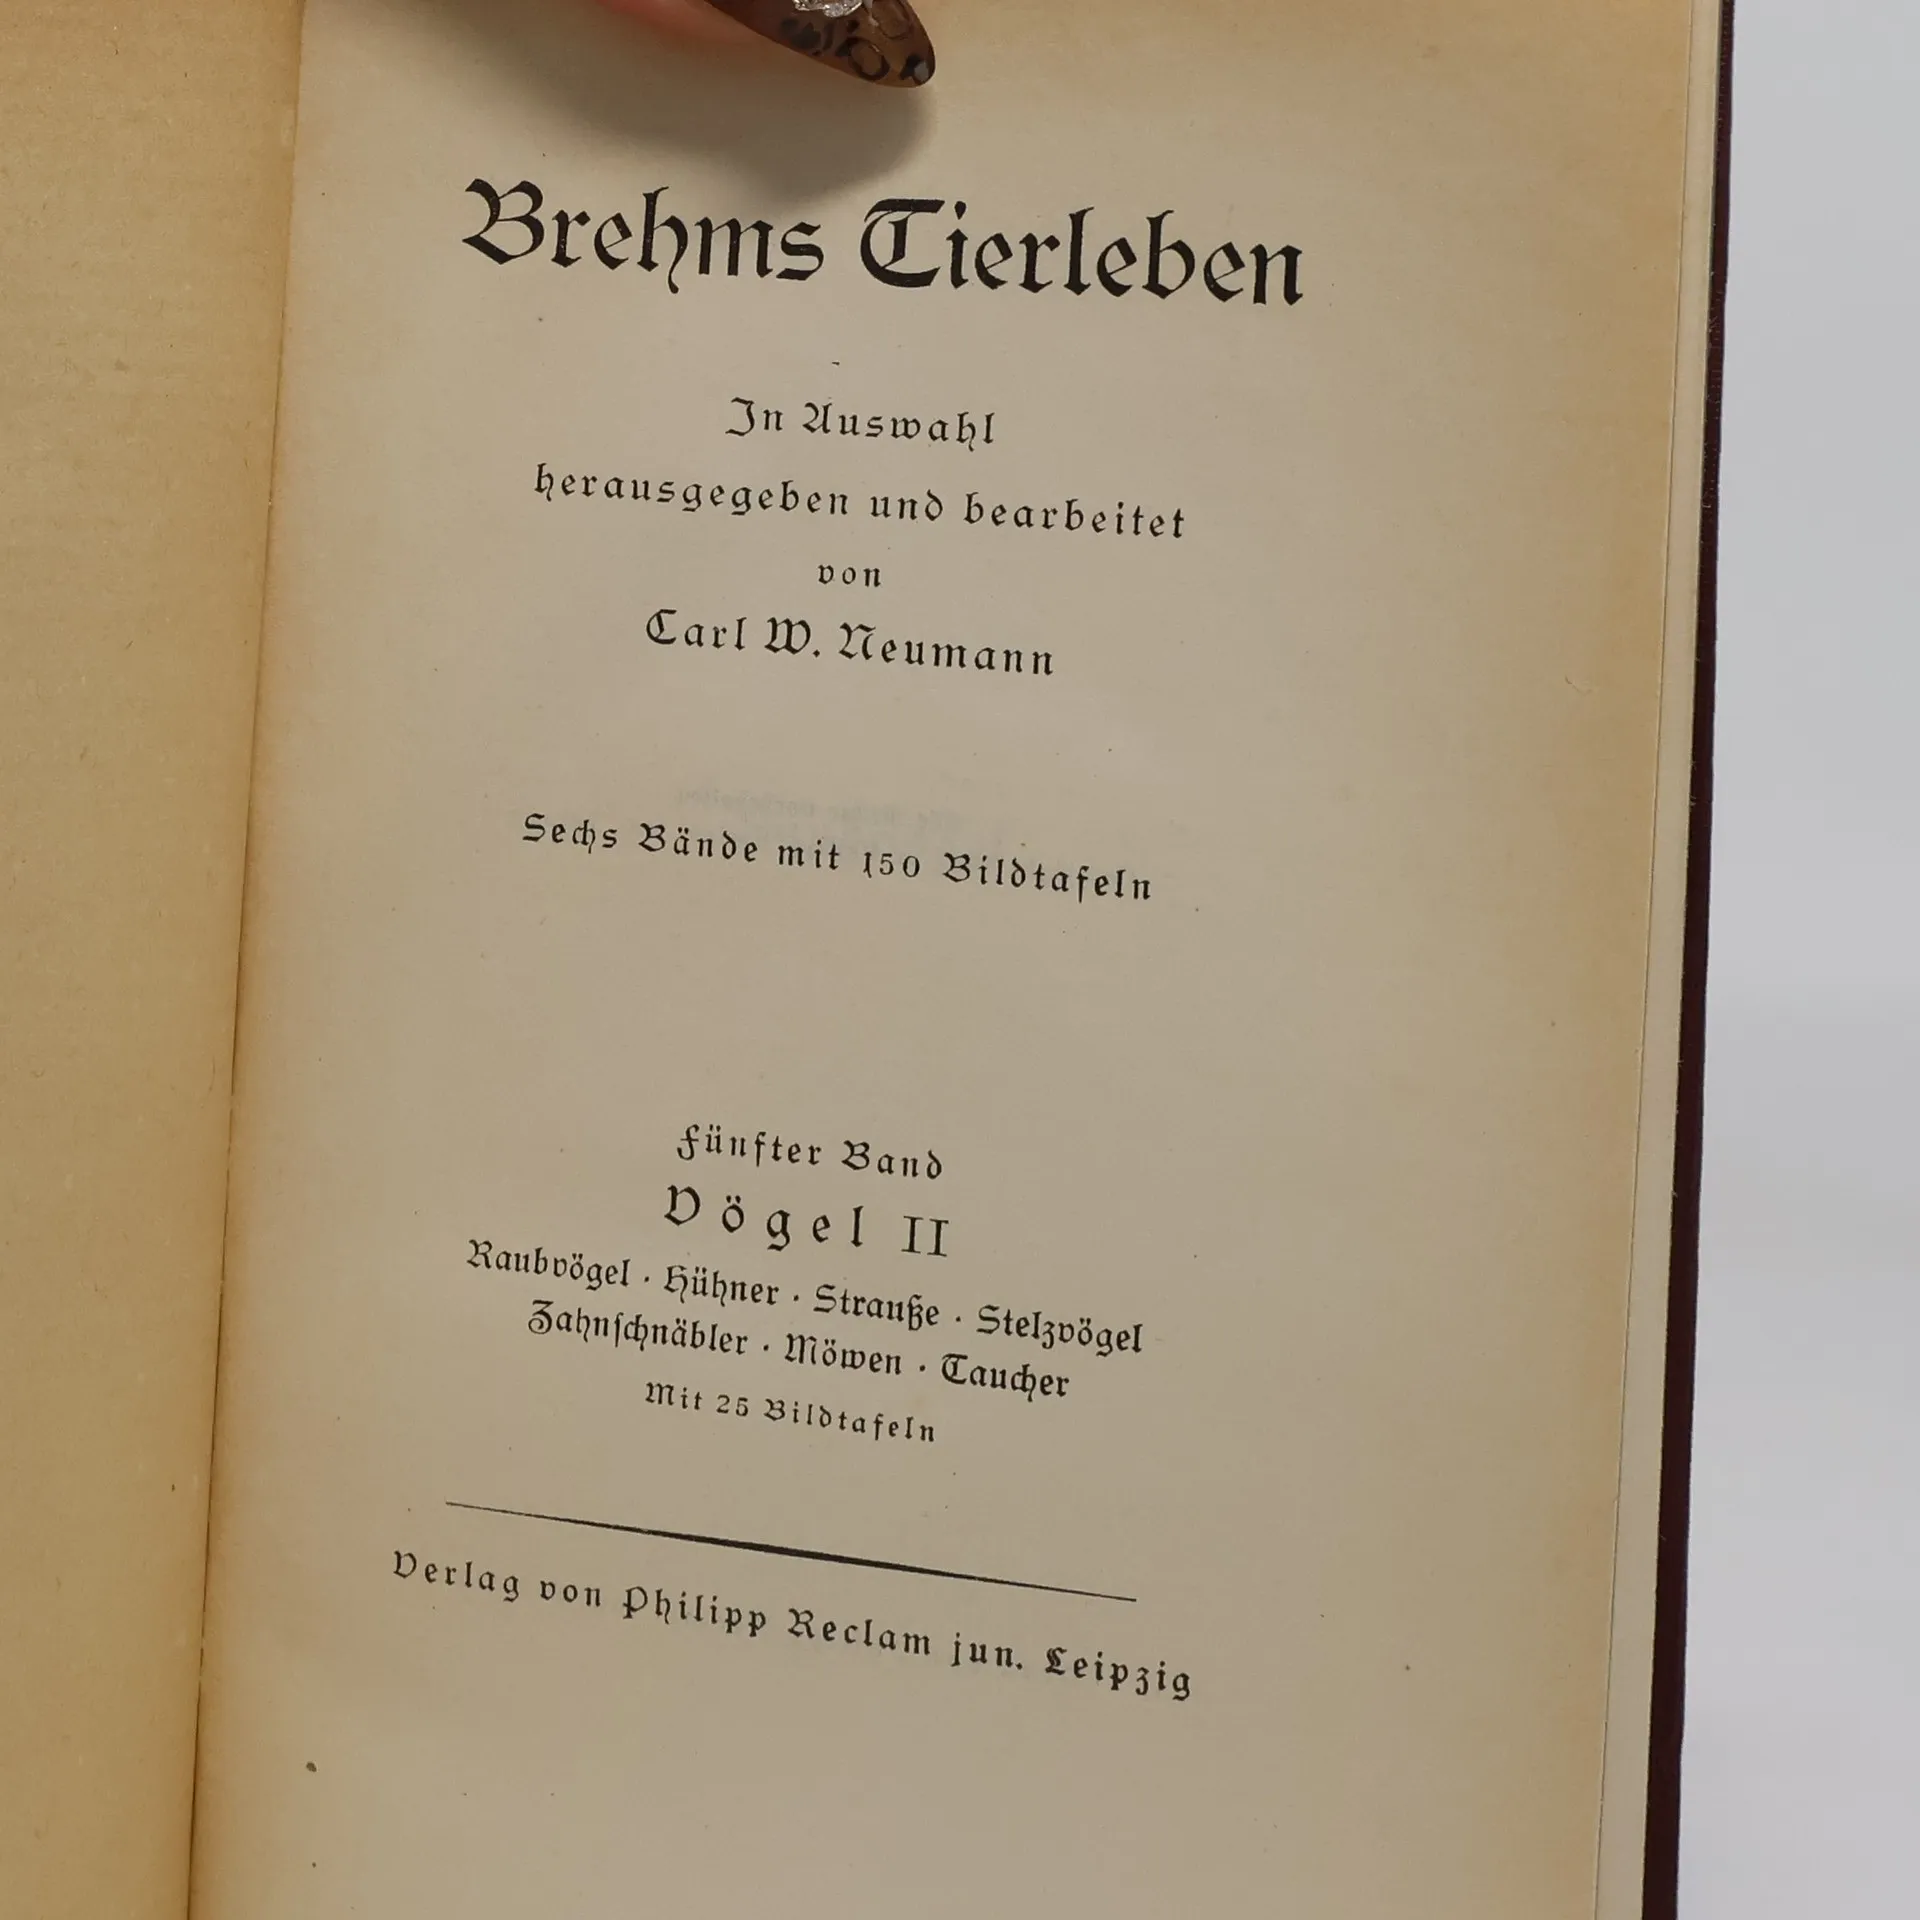 Brehms Tierleben
In Auswahl
herausgegeben und bearbeitet
von
Carl W. Neumann
Sechs Bände mit 150 Bildtafeln
Fünfter Band
Vögel II
Raubvögel · Hühner · Strauße · Stelzvögel
Zahnſchnäbler · Möwen · Taucher
Mit 25 Bildtafeln
Verlag von Philipp Reclam jun. Leipzig